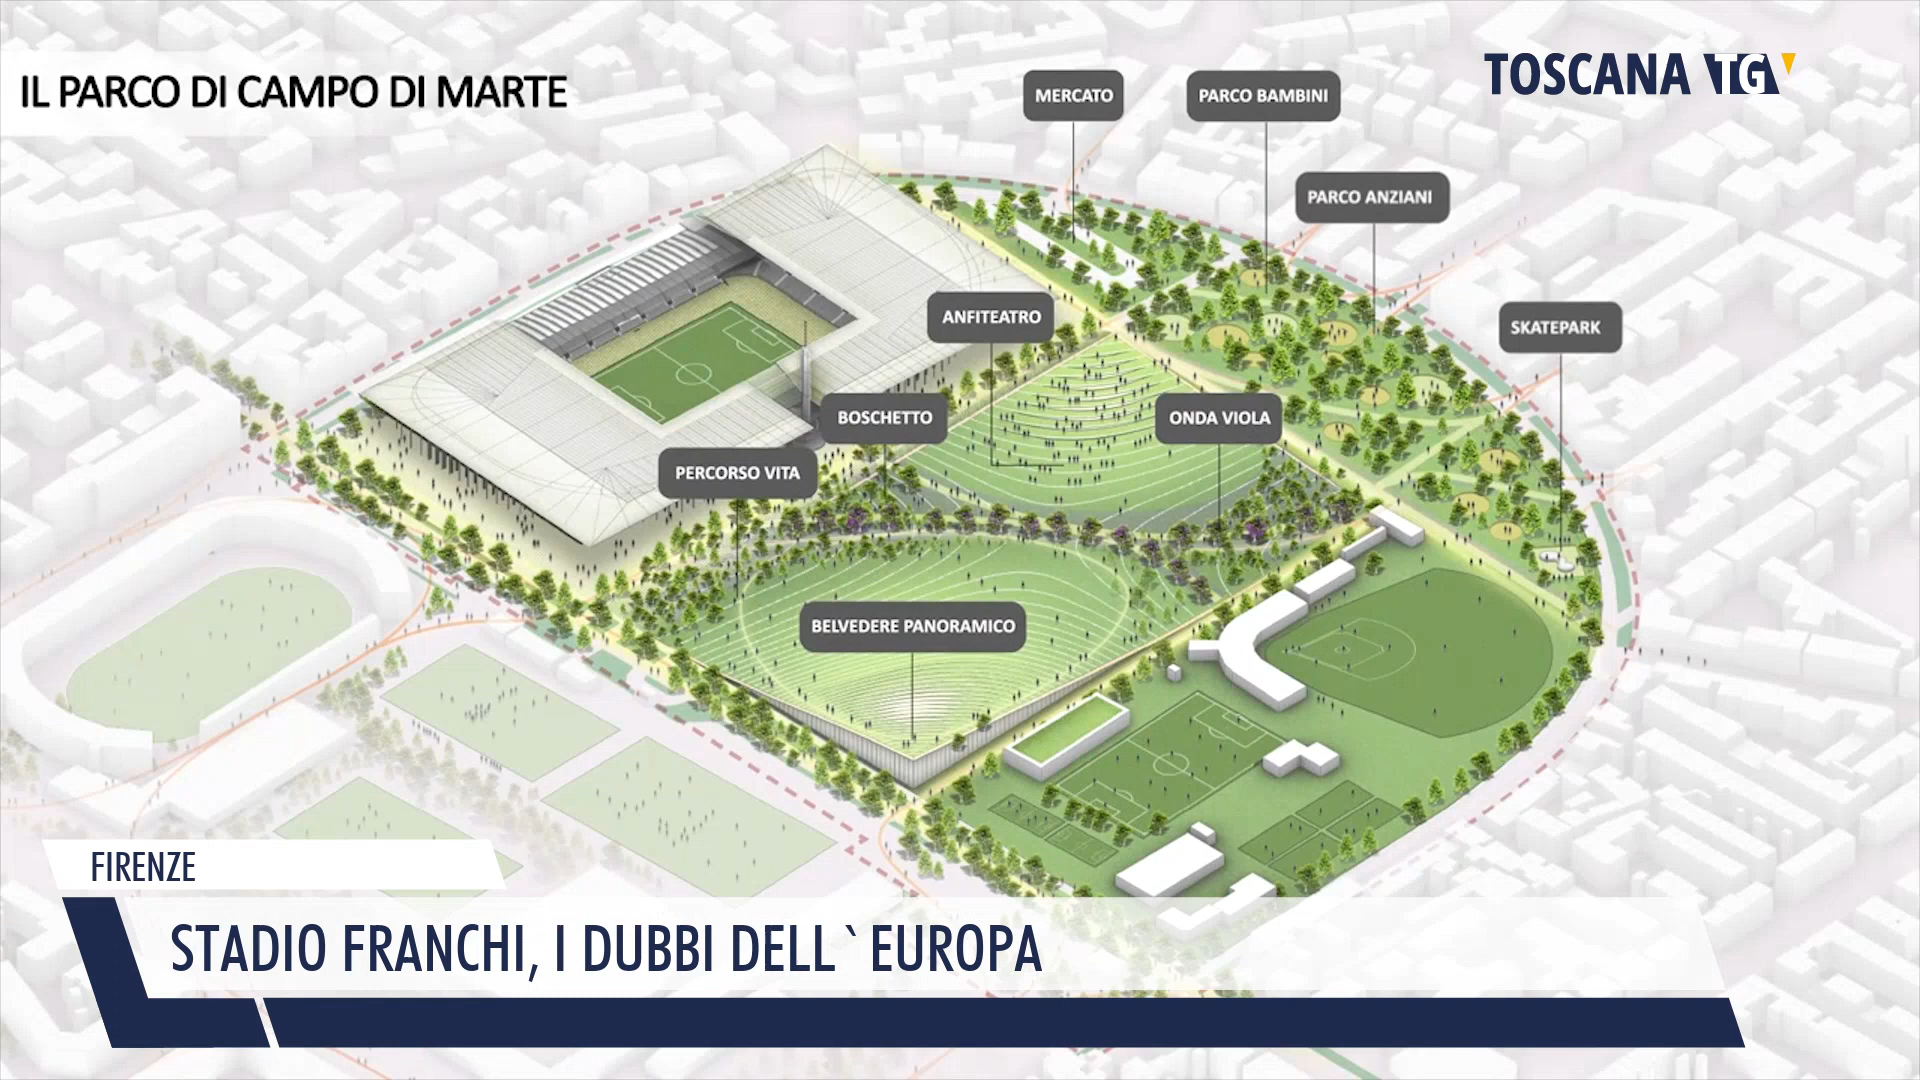 IL PARCO DI CAMPO DI MARTE
TOSCANA TG
MERCATO
PARCO BAMBINI
PARCO ANZIANI
ANFITEATRO
SKATEPARK
BOSCHETTO
ONDA VIOLA
PERCORSO VITA
BELVEDERE PANORAMICO
FIRENZE
STADIO FRANCHI, I DUBBI DELL`EUROPA